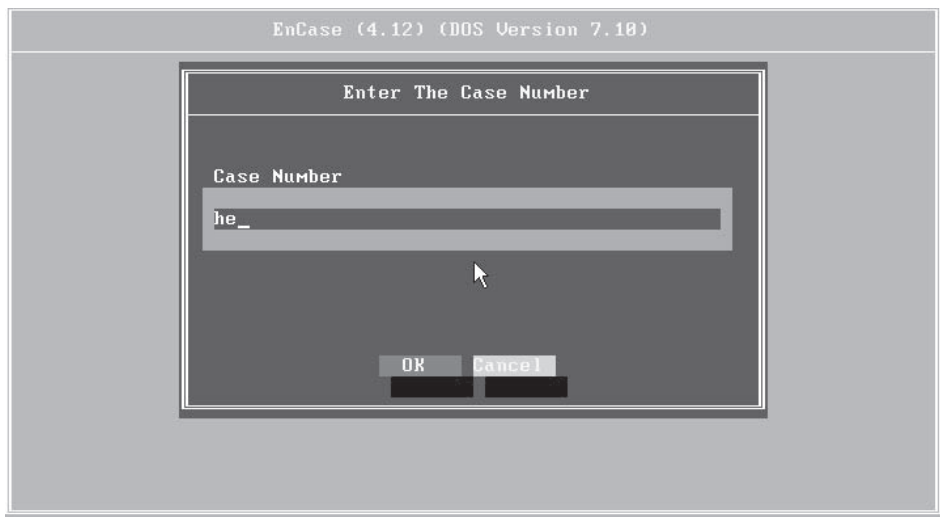 EnCase (4.12) (DOS Version 7.10)
Enter The Case Number
Case Number
he_
OK Cancel